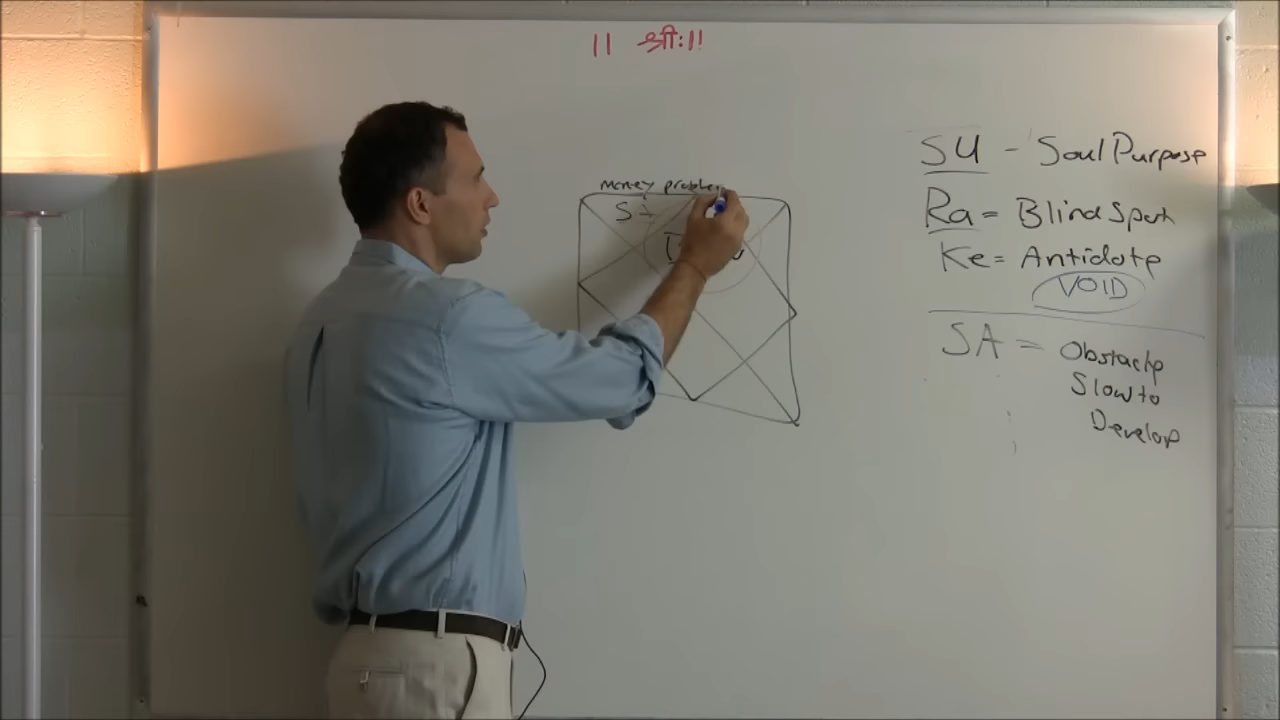 || श्रीः ||
SU - Soul Purpose
money problem
Ra = Blind Spot
Ke = Antidote
VOID
SA = Obstacle
Slow to
Develop